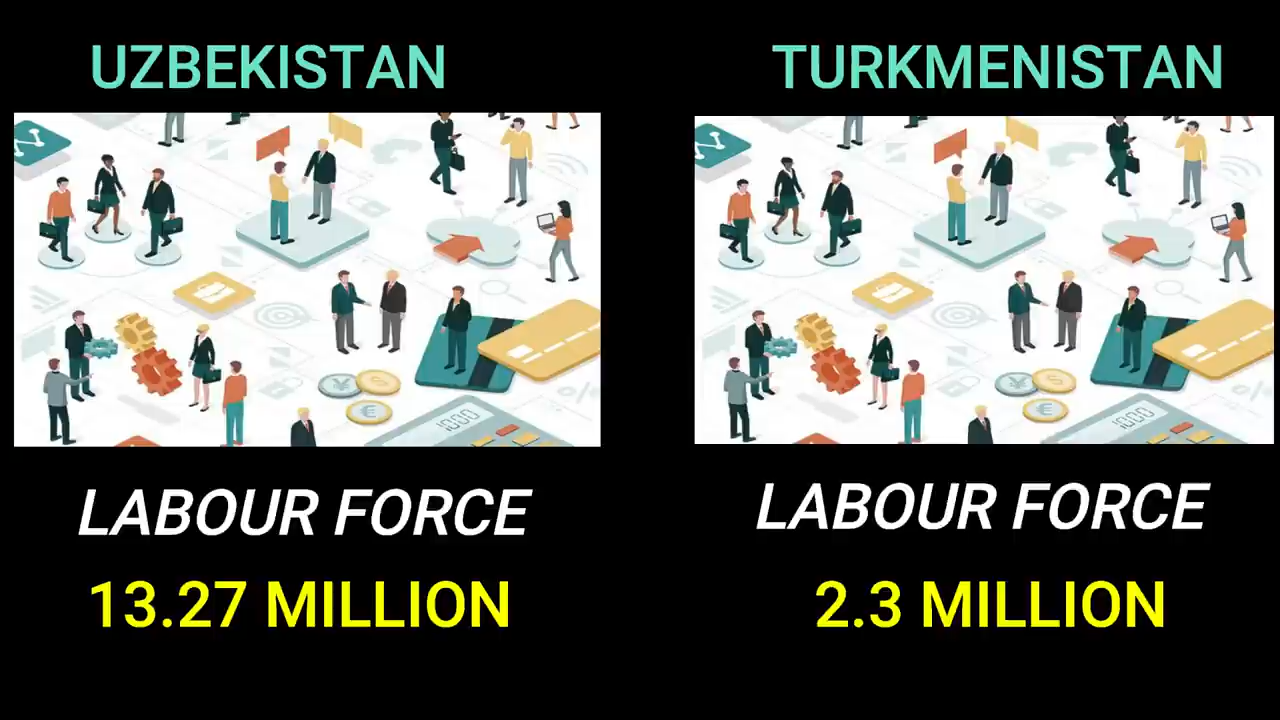 UZBEKISTAN
TURKMENISTAN
LABOUR FORCE
LABOUR FORCE
13.27 MILLION
2.3 MILLION